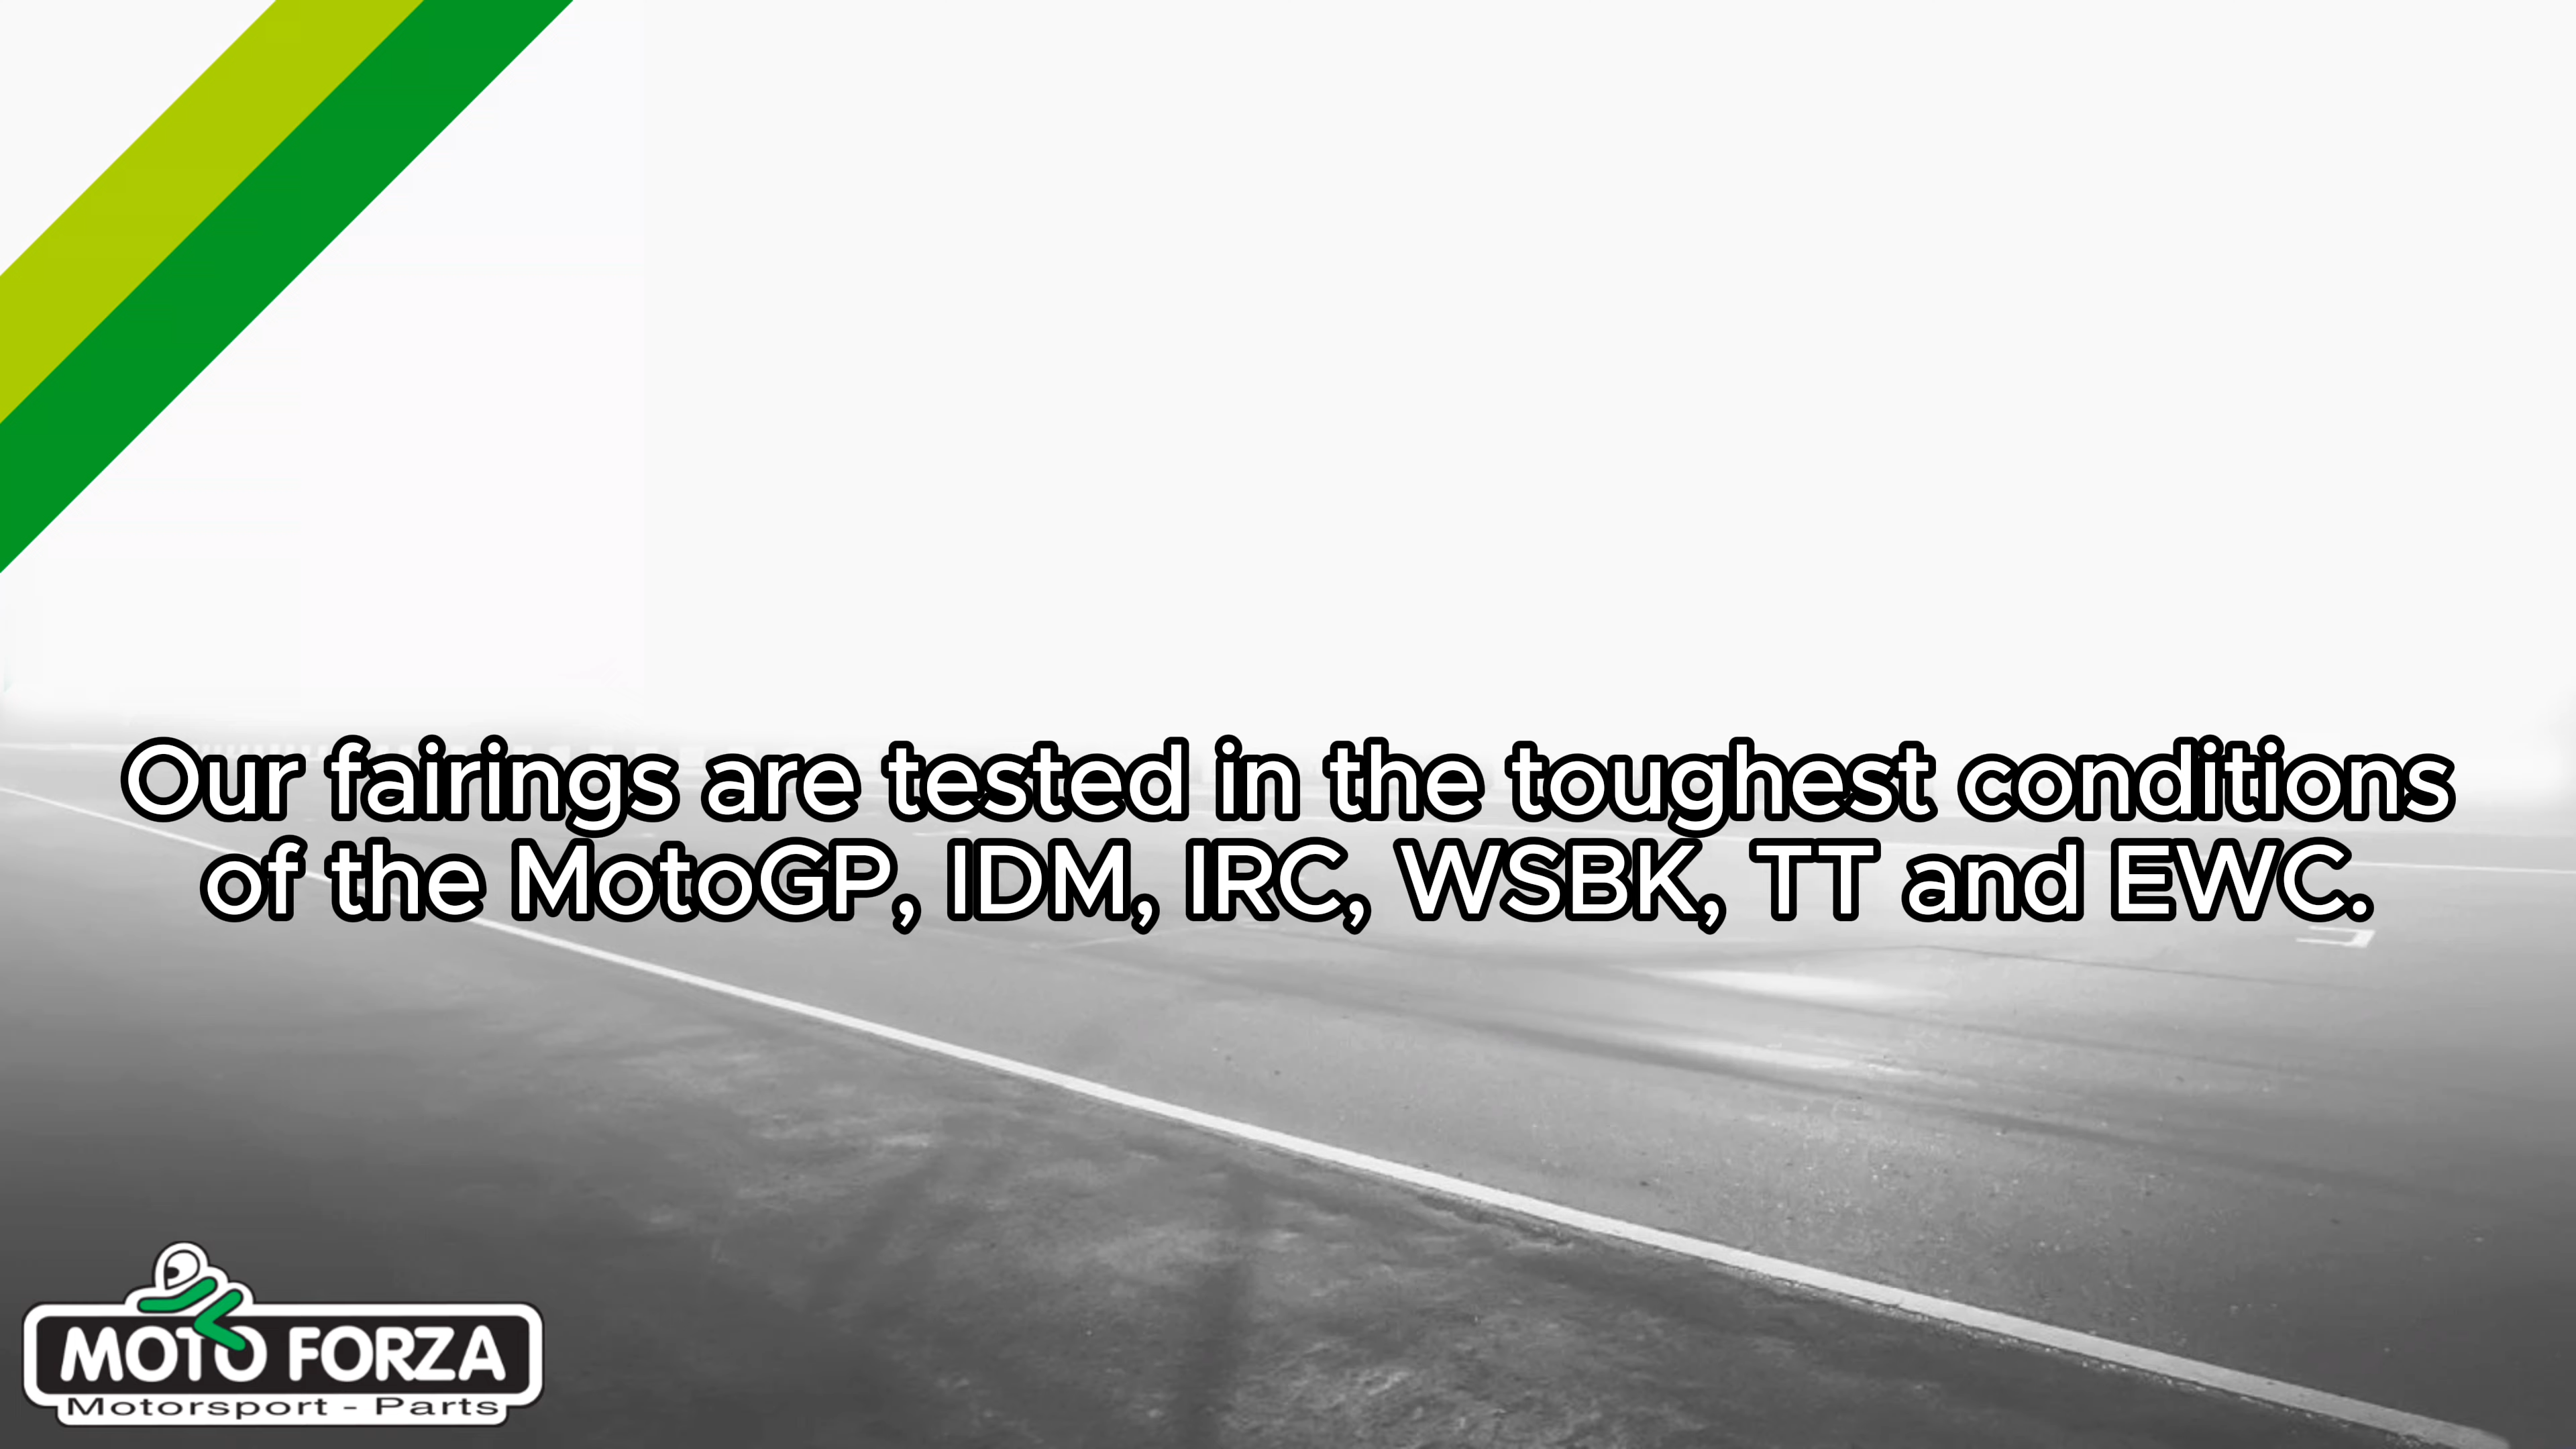 Our fairings are tested in the toughest conditions
of the MotoGP, IDM, IRC, WSBK, TT and EWC.
MOTO FORZA
Motorsport - Parts